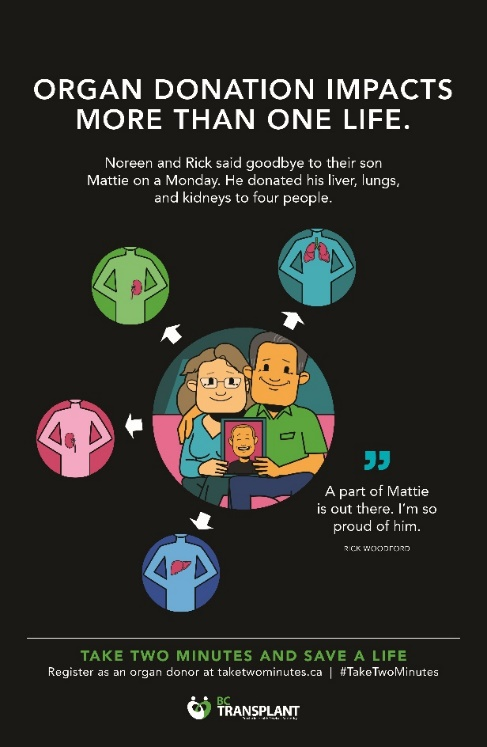 ORGAN DONATION IMPACTS
MORE THAN ONE LIFE.
Noreen and Rick said goodbye to their son
Mattie on a Monday. He donated his liver, lungs,
and kidneys to four people.
”
A part of Mattie
is out there. I'm so
proud of him.
RICK WOODFORD
TAKE TWO MINUTES AND SAVE A LIFE
Register as an organ donor at taketwominutes.ca | #TakeTwoMinutes
BC
TRANSPLANT